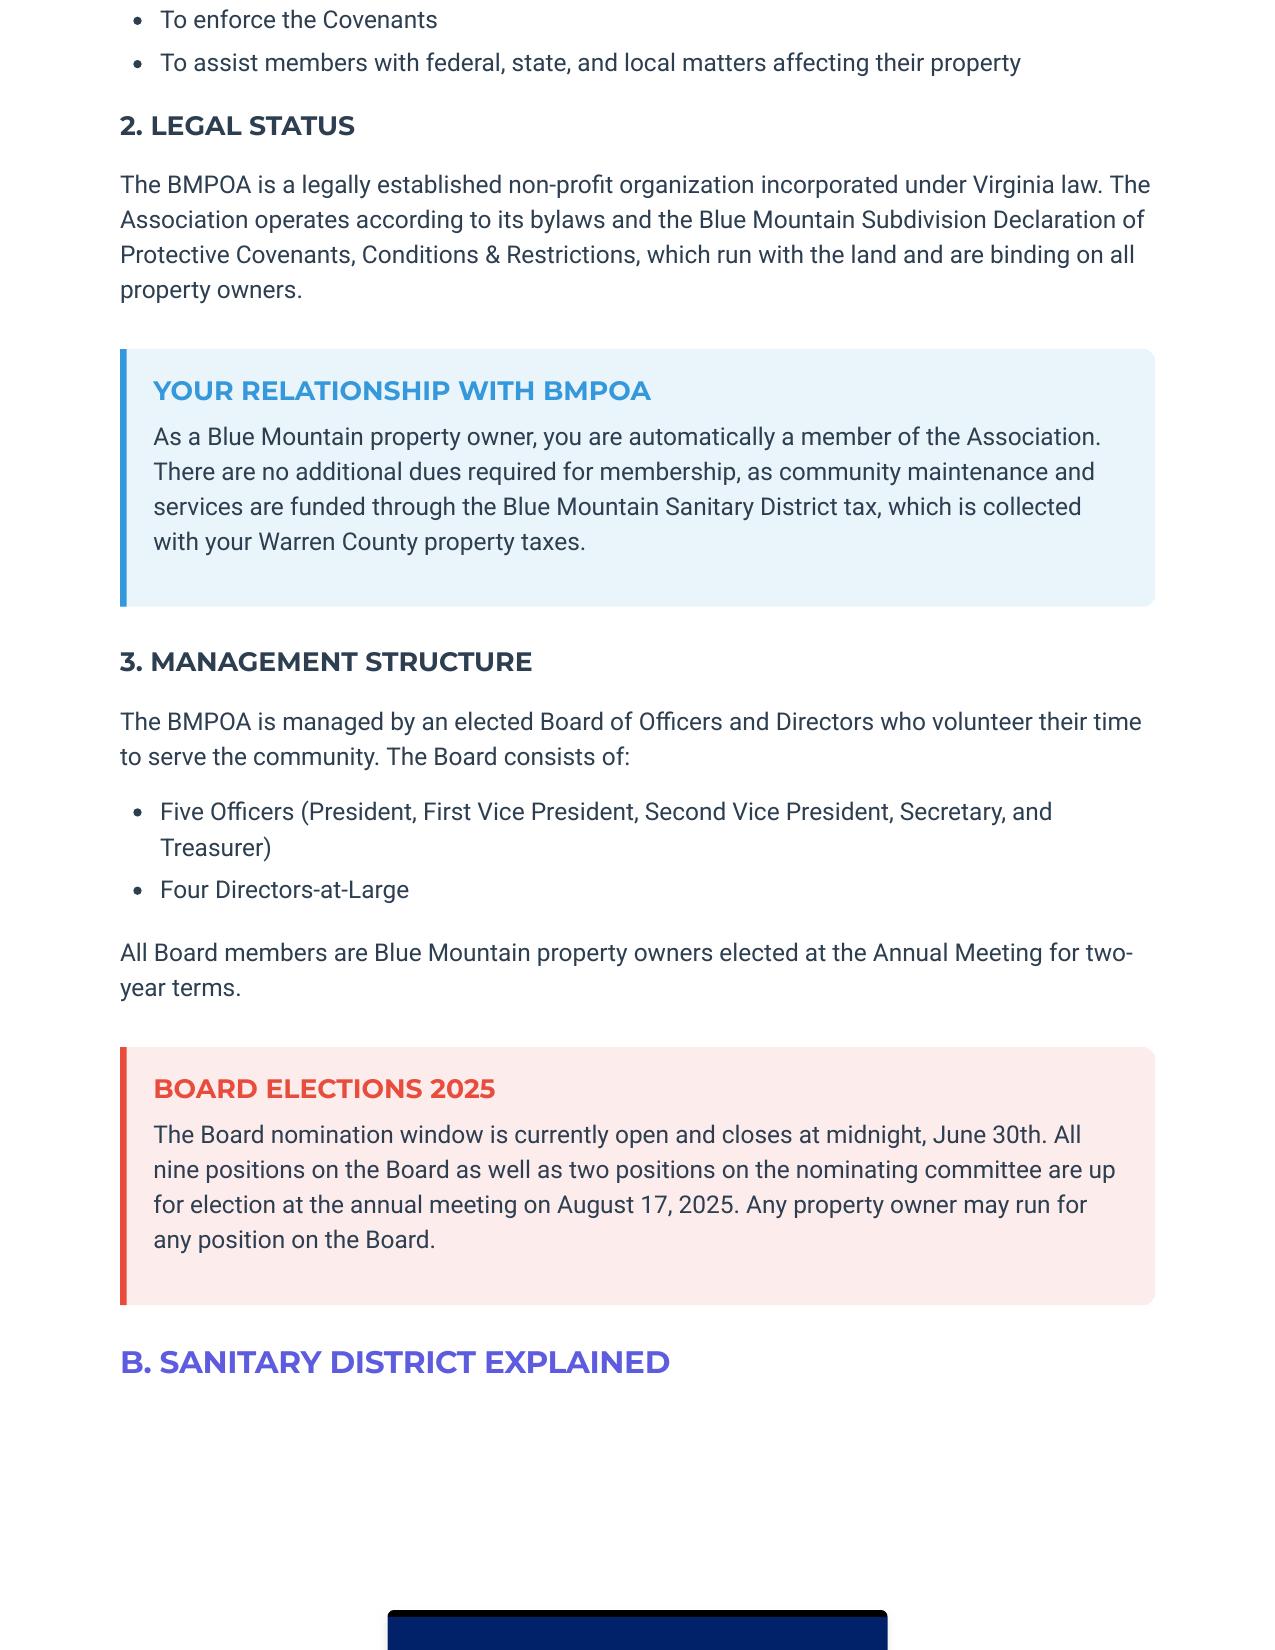 • To enforce the Covenants
• To assist members with federal, state, and local matters affecting their property
2. LEGAL STATUS
The BMPOA is a legally established non-profit organization incorporated under Virginia law. The
Association operates according to its bylaws and the Blue Mountain Subdivision Declaration of
Protective Covenants, Conditions & Restrictions, which run with the land and are binding on all
property owners.
YOUR RELATIONSHIP WITH BMPOA
As a Blue Mountain property owner, you are automatically a member of the Association.
There are no additional dues required for membership, as community maintenance and
services are funded through the Blue Mountain Sanitary District tax, which is collected
with your Warren County property taxes.
3. MANAGEMENT STRUCTURE
The BMPOA is managed by an elected Board of Officers and Directors who volunteer their time
to serve the community. The Board consists of:
• Five Officers (President, First Vice President, Second Vice President, Secretary, and
Treasurer)
• Four Directors-at-Large
All Board members are Blue Mountain property owners elected at the Annual Meeting for two-
year terms.
BOARD ELECTIONS 2025
The Board nomination window is currently open and closes at midnight, June 30th. All
nine positions on the Board as well as two positions on the nominating committee are up
for election at the annual meeting on August 17, 2025. Any property owner may run for
any position on the Board.
B. SANITARY DISTRICT EXPLAINED